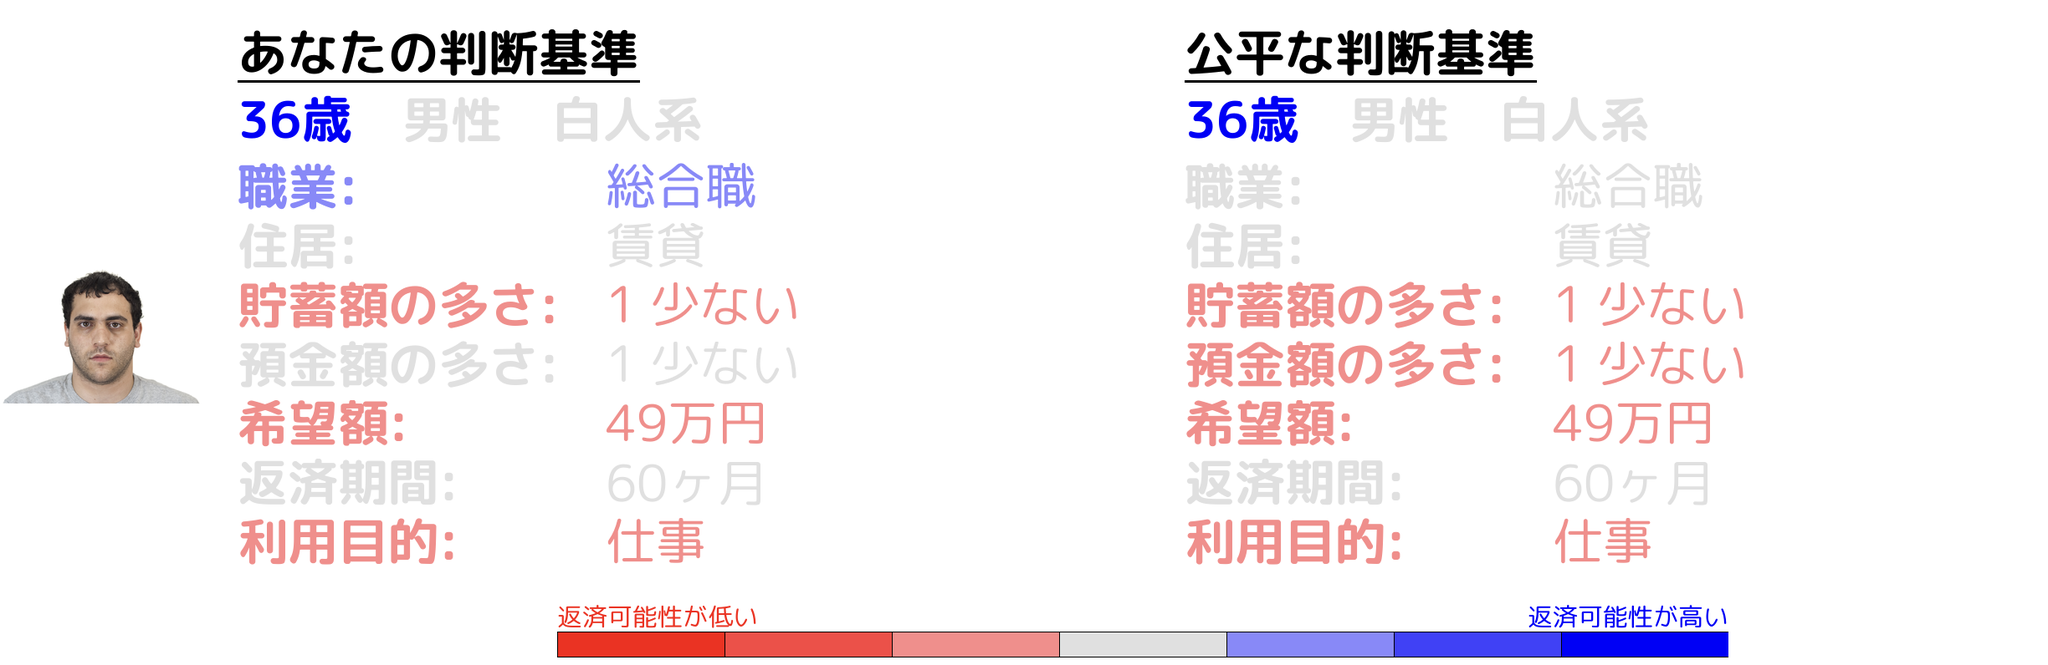 あなたの判断基準
36歳 男性 白人系
職業: 総合職
住居: 賃貸
貯蓄額の多さ: 1 少ない
預金額の多さ: 1 少ない
希望額: 49万円
返済期間: 60ヶ月
利用目的: 仕事
公平な判断基準
36歳 男性 白人系
職業: 総合職
住居: 賃貸
貯蓄額の多さ: 1 少ない
預金額の多さ: 1 少ない
希望額: 49万円
返済期間: 60ヶ月
利用目的: 仕事
返済可能性が低い
返済可能性が高い